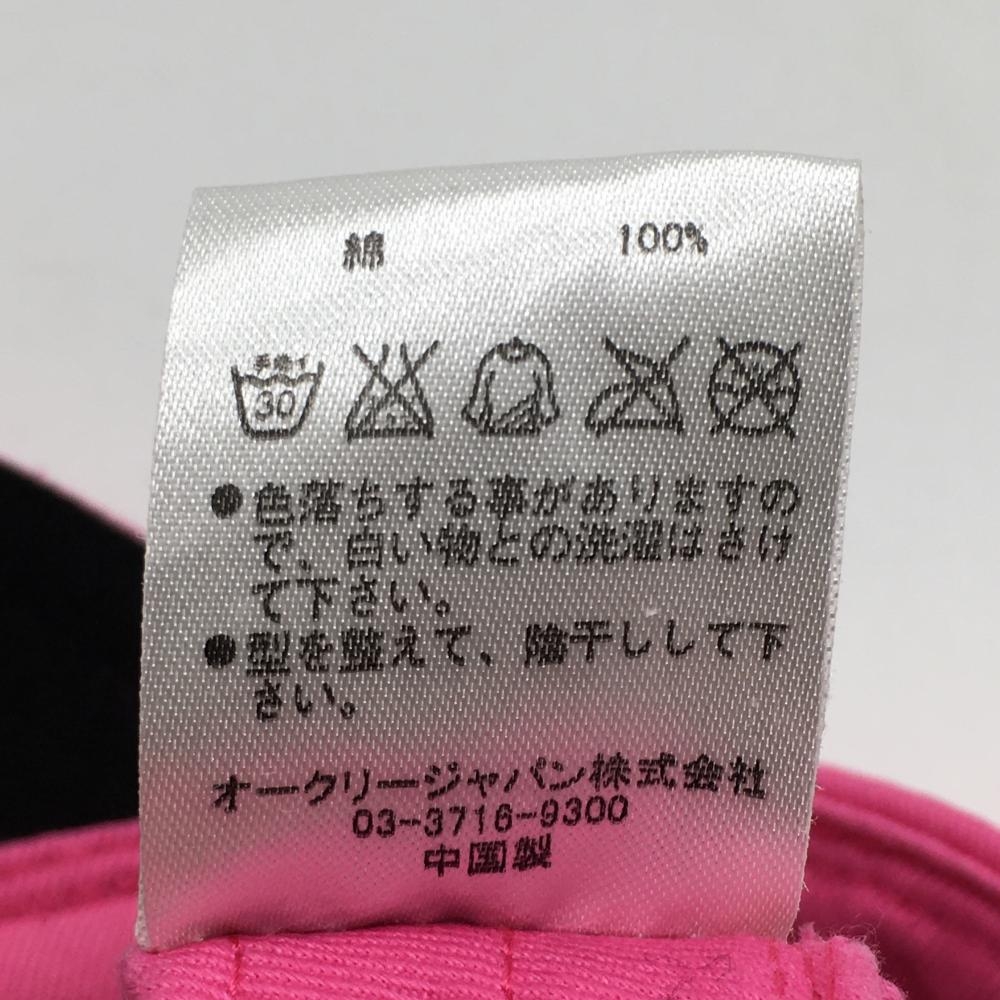 綿 100%
手洗イ
30
●色落ちする事がありますの
で、白い物との洗濯はさけ
て下さい。
●型を整えて、陰干しして下
さい。
オークリージャパン株式会社
03-3716-9300
中国製